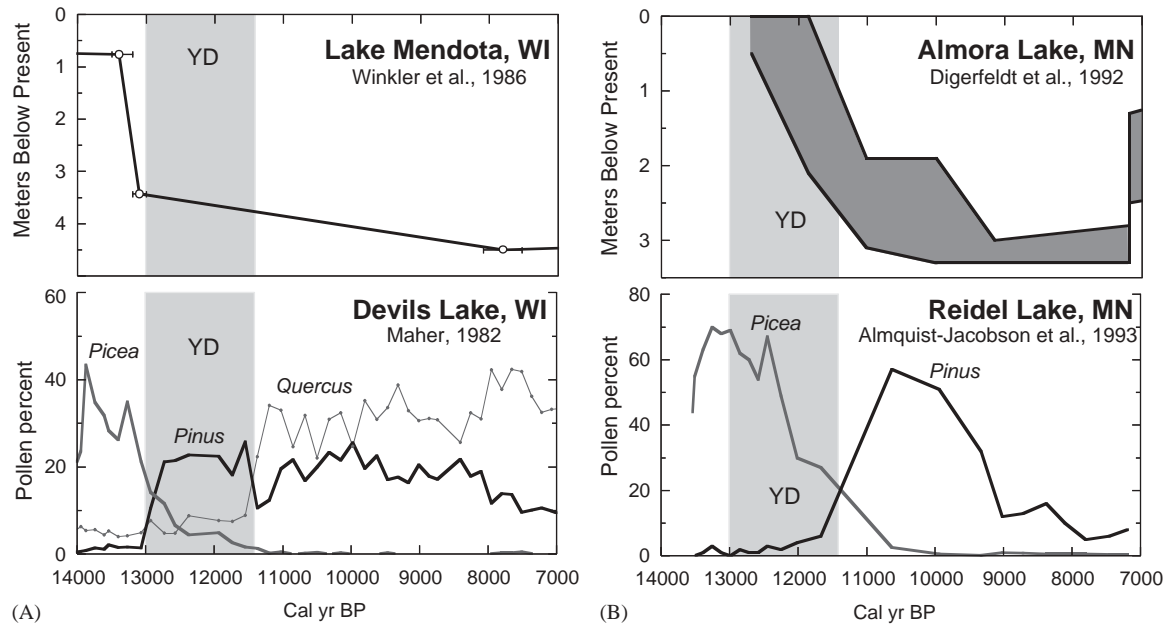 0
1
2
3
4
Meters Below Present
YD
Lake Mendota, WI
Winkler et al., 1986
60
40
20
0
Pollen percent
Devils Lake, WI
Maher, 1982
Picea
YD
Pinus
Quercus
14000 13000 12000 11000 10000 9000 8000 7000
(A)
Cal yr BP
0
1
2
3
Meters Below Present
Almora Lake, MN
Digerfeldt et al., 1992
YD
80
60
40
20
0
Pollen percent
Reidel Lake, MN
Almquist-Jacobson et al., 1993
Picea
Pinus
YD
14000 13000 12000 11000 10000 9000 8000 7000
(B)
Cal yr BP